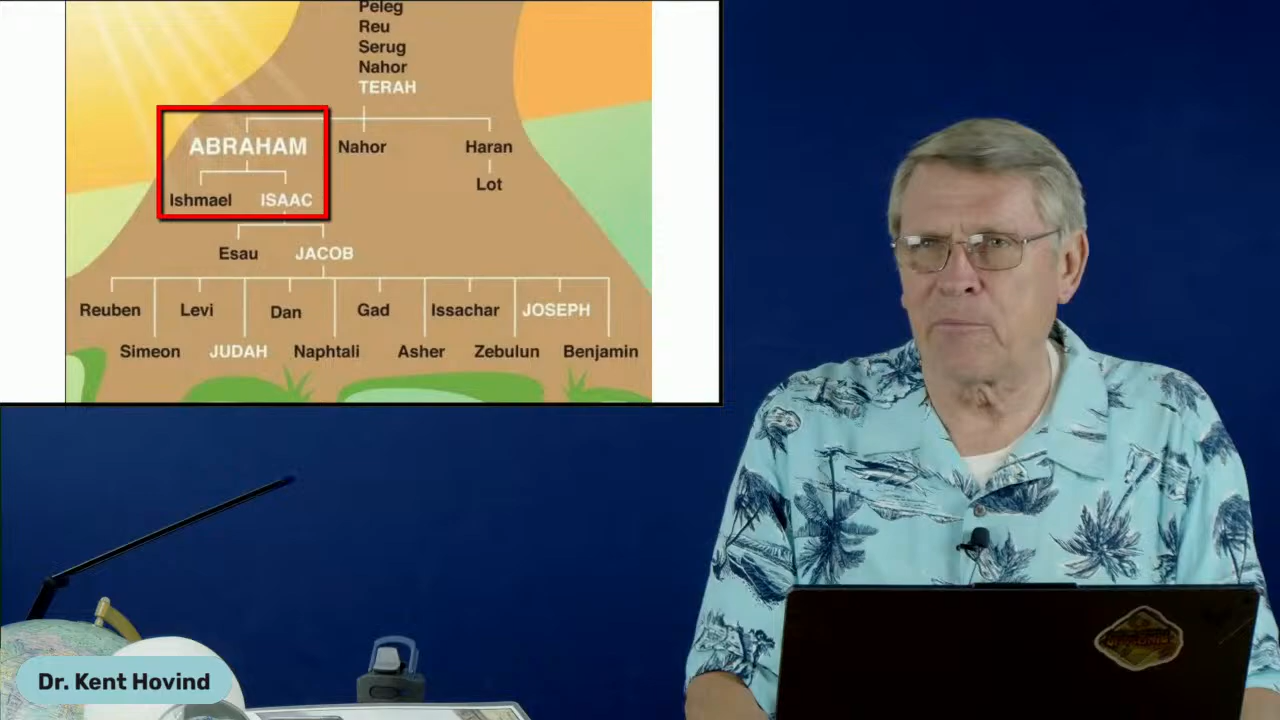 Peleg
Reu
Serug
Nahor
TERAH
ABRAHAM Nahor Haran
Lot
Ishmael ISAAC
Esau JACOB
Reuben Levi Dan Gad Issachar JOSEPH
Simeon JUDAH Naphtali Asher Zebulun Benjamin
Dr. Kent Hovind